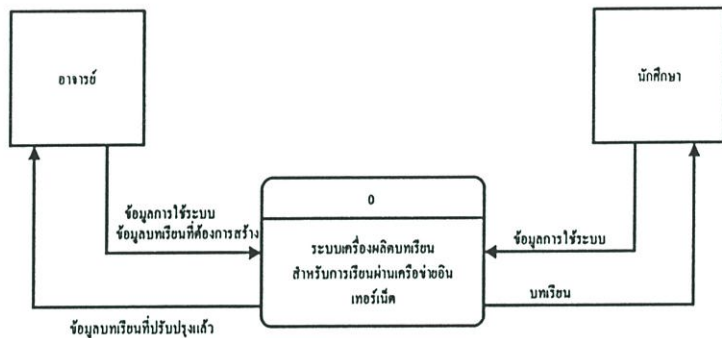 อาจารย์
นักศึกษา
0
ข้อมูลการใช้ระบบ
ข้อมูลบทเรียนที่ต้องการสร้าง
ระบบเครื่องผลิตบทเรียน
สำหรับการเรียนผ่านเครือข่ายอิน
เทอร์เน็ต
ข้อมูลการใช้ระบบ
บทเรียน
ข้อมูลบทเรียนที่ปรับปรุงแล้ว